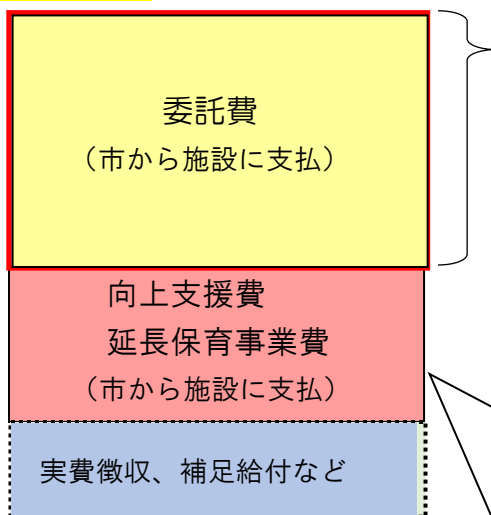 委託費
（市から施設に支払）
向上支援費
延長保育事業費
（市から施設に支払）
実費徴収、補足給付など